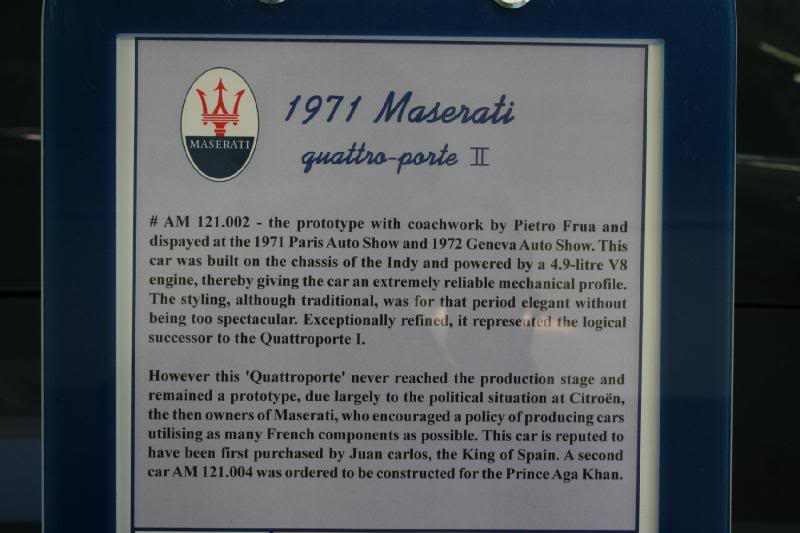 MASERATI
1971 Maserati
quattro-porte II
# AM 121.002 - the prototype with coachwork by Pietro Frua and
dispayed at the 1971 Paris Auto Show and 1972 Geneva Auto Show. This
car was built on the chassis of the Indy and powered by a 4.9-litre V8
engine, thereby giving the car an extremely reliable mechanical profile.
The styling, although traditional, was for that period elegant without
being too spectacular. Exceptionally refined, it represented the logical
successor to the Quattroporte I.
However this 'Quattroporte' never reached the production stage and
remained a prototype, due largely to the political situation at Citroën,
the then owners of Maserati, who encouraged a policy of producing cars
utilising as many French components as possible. This car is reputed to
have been first purchased by Juan carlos, the King of Spain. A second
car AM 121.004 was ordered to be constructed for the Prince Aga Khan.